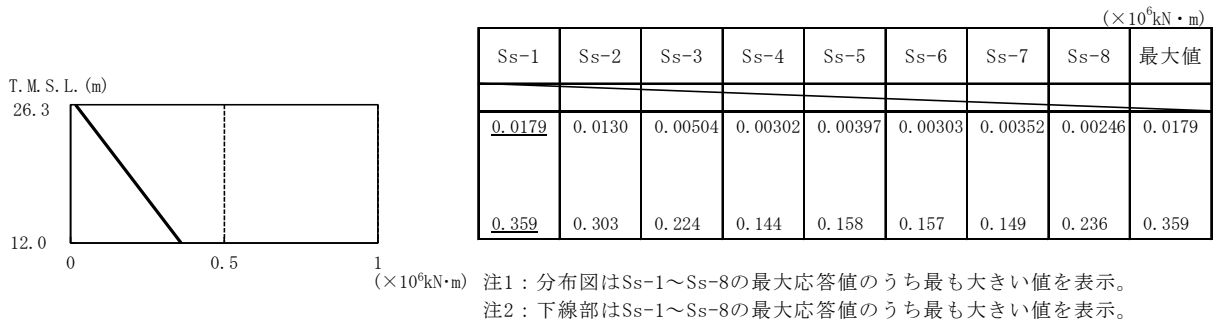 (×10⁶kN・m)
Ss-1 Ss-2 Ss-3 Ss-4 Ss-5 Ss-6 Ss-7 Ss-8 最大値
T.M.S.L.(m)
26.3
0.0179 0.0130 0.00504 0.00302 0.00397 0.00303 0.00352 0.00246 0.0179
0.359 0.303 0.224 0.144 0.158 0.157 0.149 0.236 0.359
12.0
0 0.5 1
(×10⁶kN・m)
注1：分布図はSs-1～Ss-8の最大応答値のうち最も大きい値を表示。
注2：下線部はSs-1～Ss-8の最大応答値のうち最も大きい値を表示。